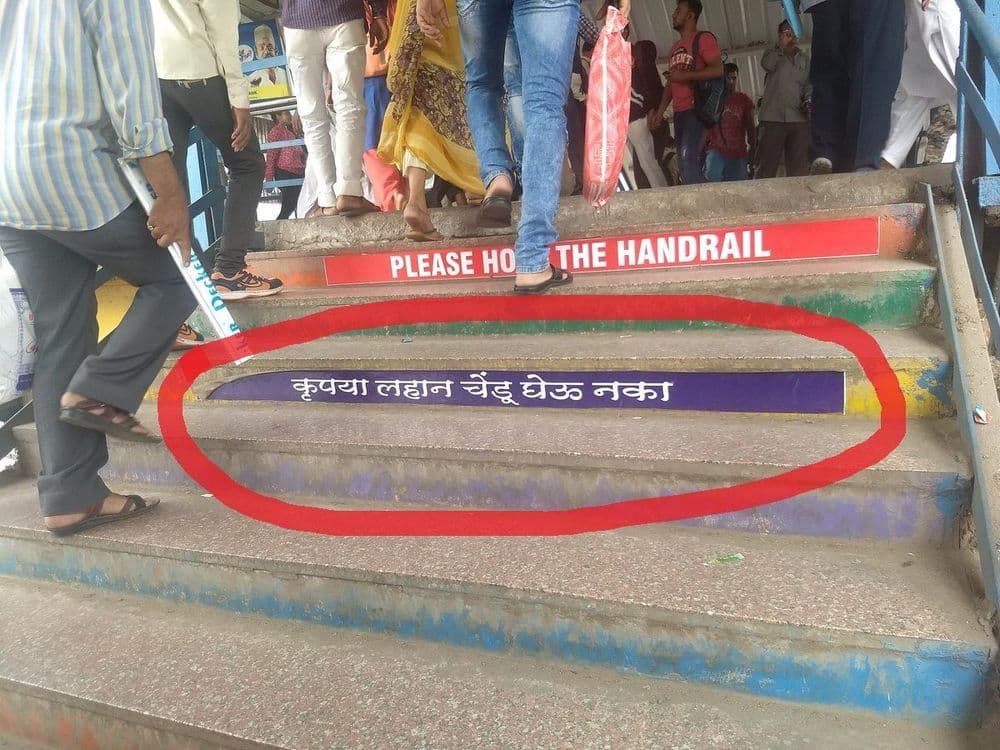 PLEASE HO THE HANDRAIL
कृपया लहान चेंडू घेऊ नका